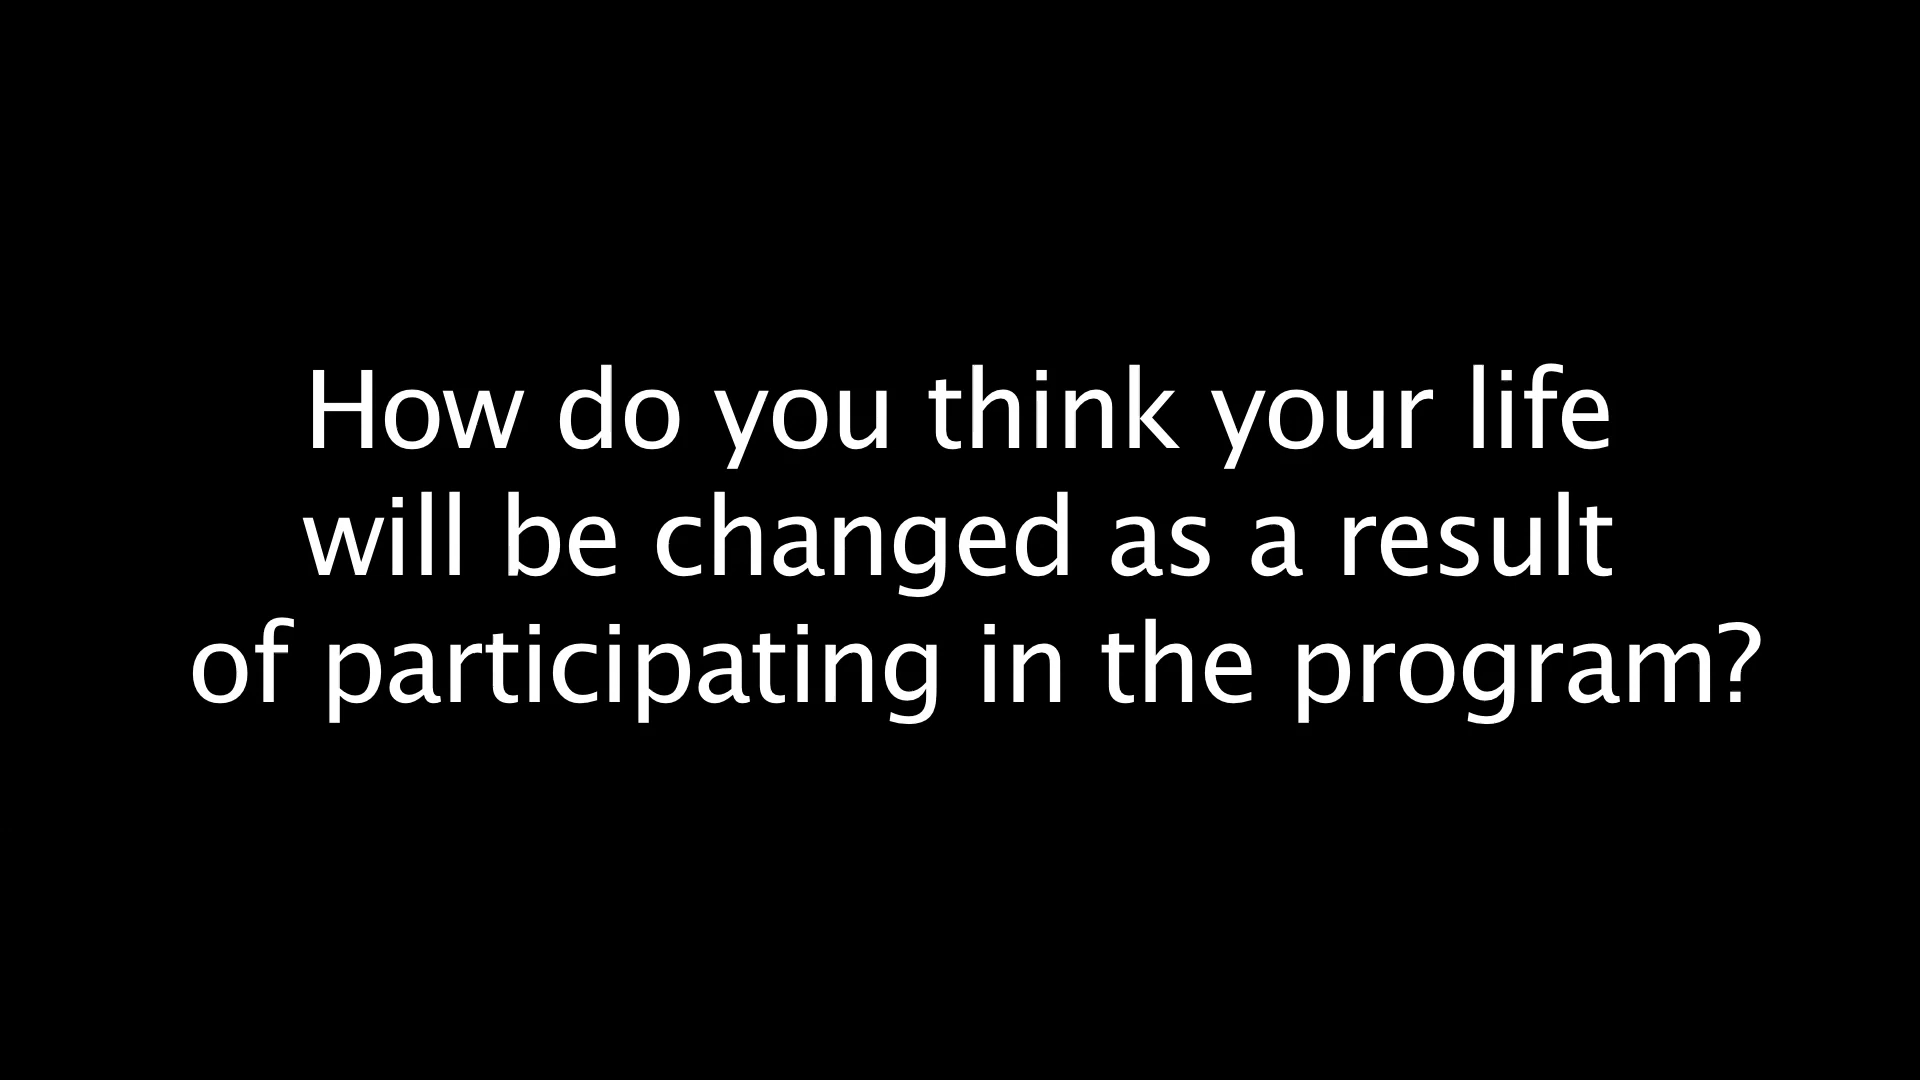 How do you think your life
will be changed as a result
of participating in the program?